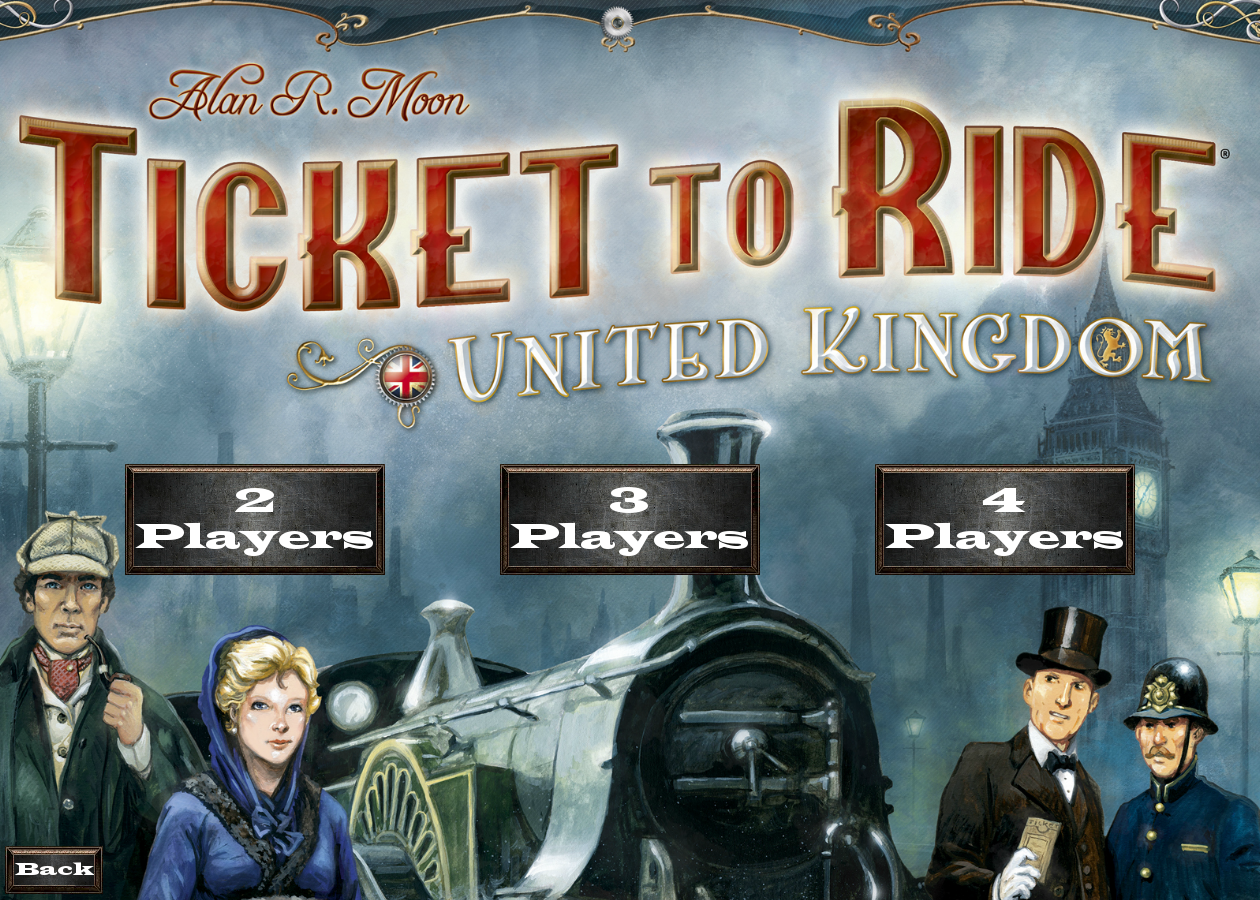 Alan R. Moon
TICKET TO RIDE®
UNITED KINGDOM
2
Players
3
Players
4
Players
Back